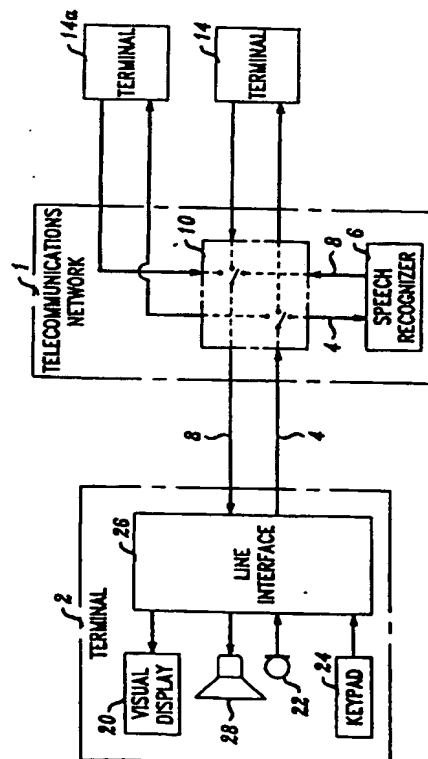 14a
TERMINAL
14
TERMINAL
1
TELECOMMUNICATIONS
NETWORK
10
8
4
6
SPEECH
RECOGNIZER
8
4
2
TERMINAL
26
LINE
INTERFACE
20
VISUAL
DISPLAY
28
22
24
KEYPAD